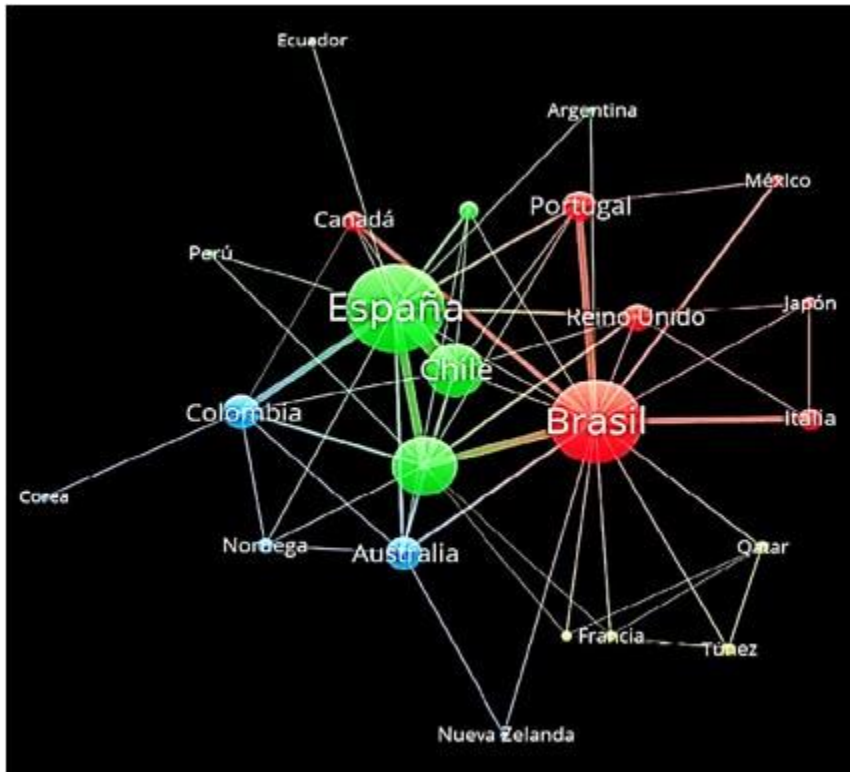 Ecuador
Argentina
México
Portugal
Canadá
Perú
España
Japón
Reino Unido
Chile
Colombia
Brasil
Italia
Corea
Noruega
Australia
Qatar
Francia
Túnez
Nueva Zelanda